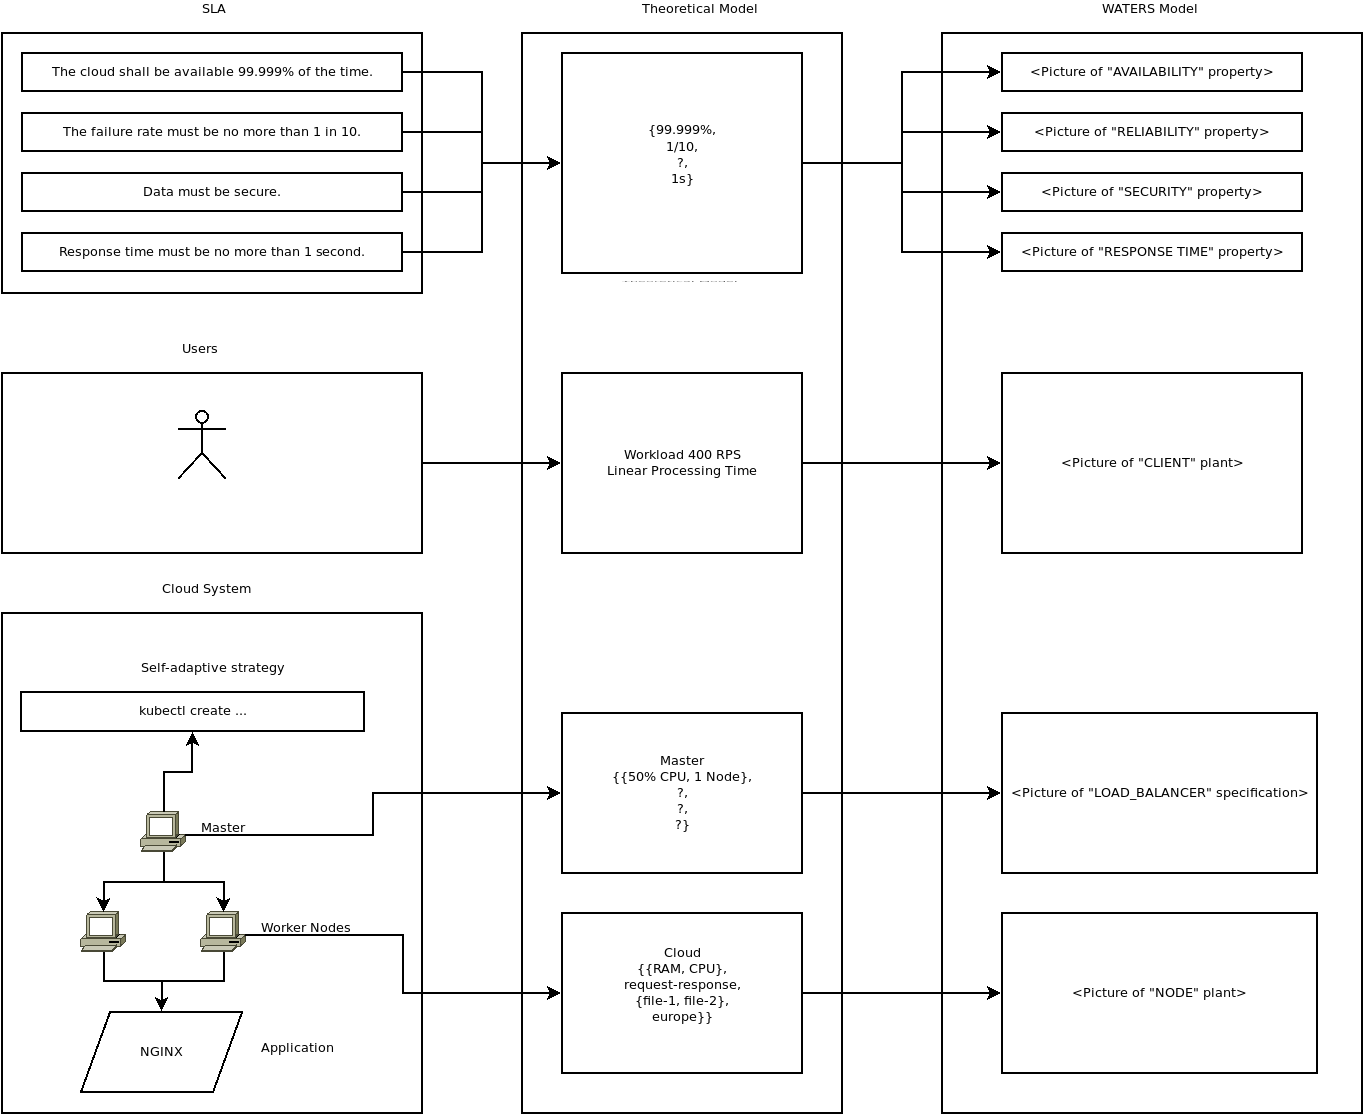 SLA
Theoretical Model
WATERS Model
The cloud shall be available 99.999% of the time.
The failure rate must be no more than 1 in 10.
Data must be secure.
Response time must be no more than 1 second.
{99.999%,
1/10,
?,
1s}
<Picture of "AVAILABILITY" property>
<Picture of "RELIABILITY" property>
<Picture of "SECURITY" property>
<Picture of "RESPONSE TIME" property>
Users
Workload 400 RPS
Linear Processing Time
<Picture of "CLIENT" plant>
Cloud System
Self-adaptive strategy
kubectl create ...
Master
Master
{{50% CPU, 1 Node},
?,
?,
?}
<Picture of "LOAD_BALANCER" specification>
Worker Nodes
Cloud
{{RAM, CPU},
request-response,
{file-1, file-2},
europe}}
<Picture of "NODE" plant>
NGINX
Application